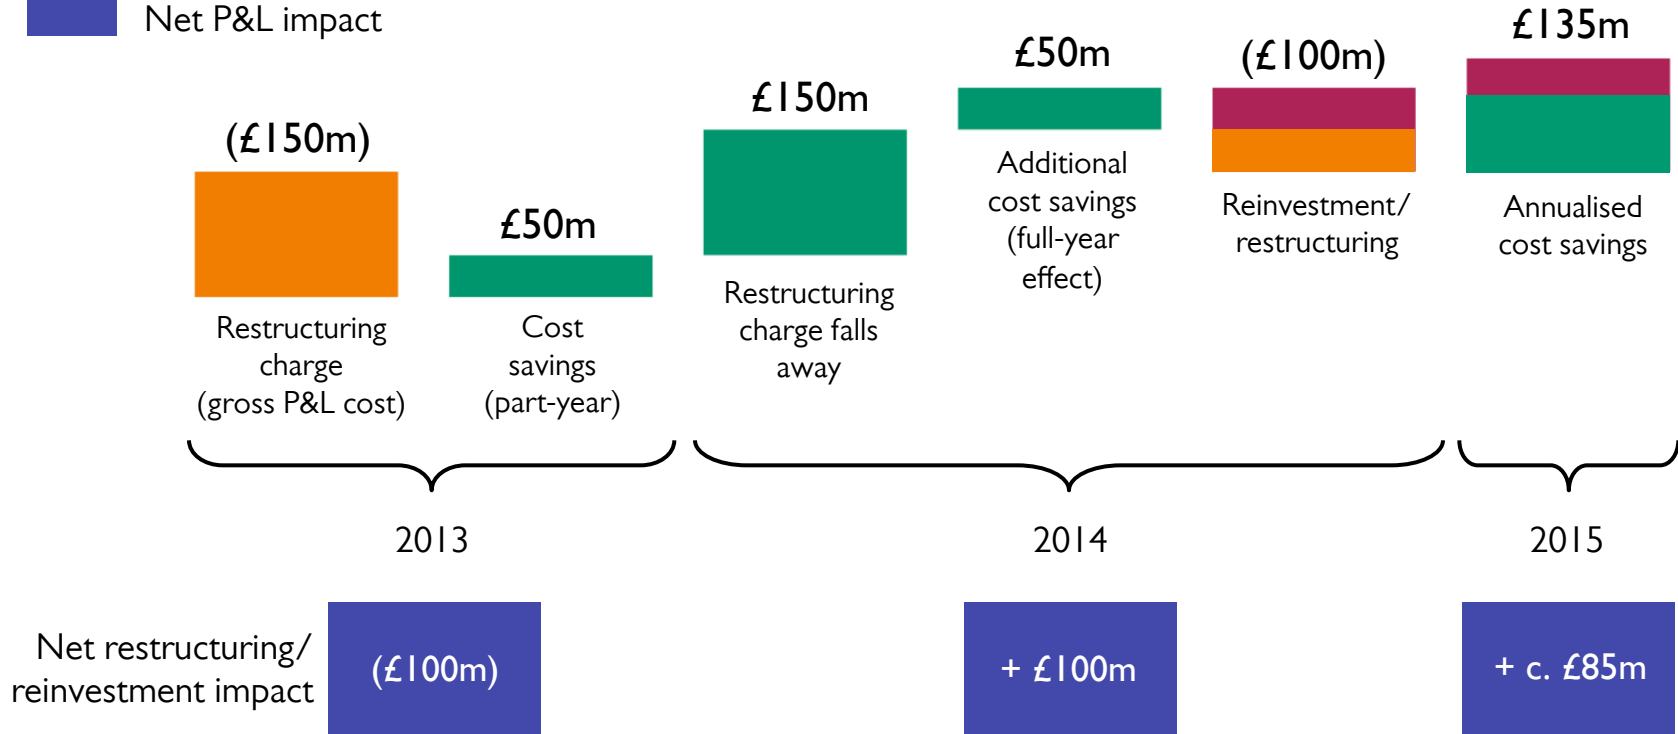 Net P&L impact
(£150m)
Restructuring
charge
(gross P&L cost)
£50m
Cost
savings
(part-year)
£150m
Restructuring
charge falls
away
£50m
Additional
cost savings
(full-year
effect)
(£100m)
Reinvestment/
restructuring
£135m
Annualised
cost savings
2013
2014
2015
Net restructuring/
reinvestment impact
(£100m)
+ £100m
+ c. £85m